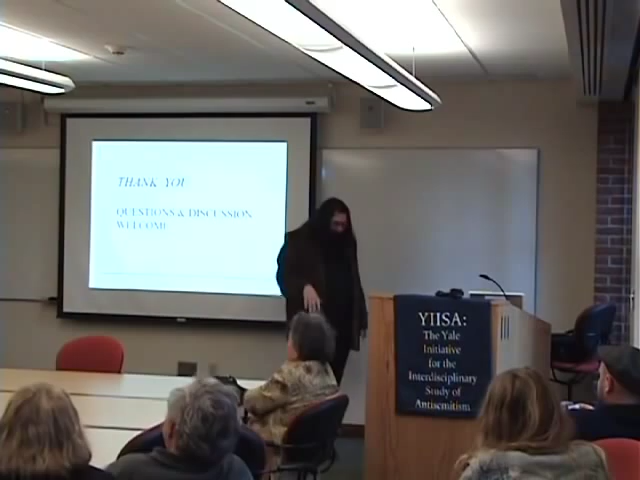 THANK YOU
QUESTIONS & DISCUSSION
WELCOME
YIISA:
The Yale
Initiative
for the
Interdisciplinary
Study of
Antisemitism